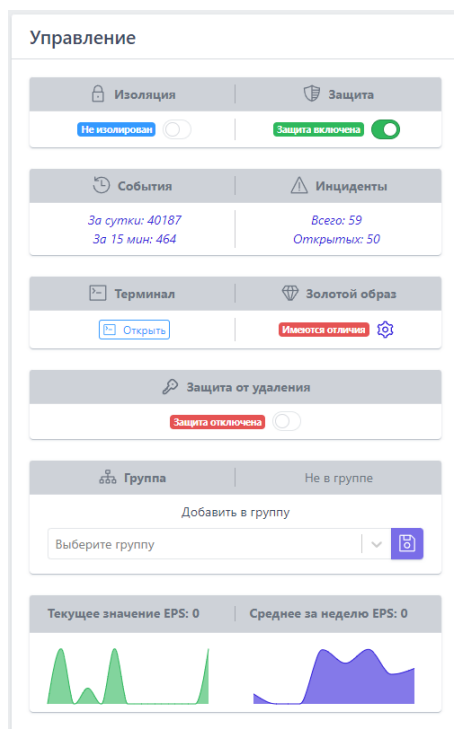 Управление
Изоляция
Защита
Не изолирован
Защита включена
События
Инциденты
За сутки: 40187
За 15 мин: 464
Всего: 59
Открытых: 50
Терминал
Золотой образ
Открыть
Имеются отличия
Защита от удаления
Защита отключена
Группа
Не в группе
Добавить в группу
Выберите группу
Текущее значение EPS: 0
Среднее за неделю EPS: 0